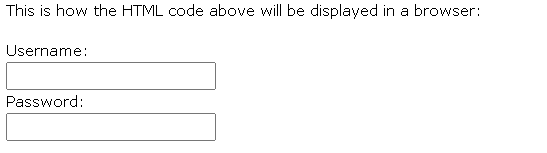 This is how the HTML code above will be displayed in a browser:
Username:
Password: